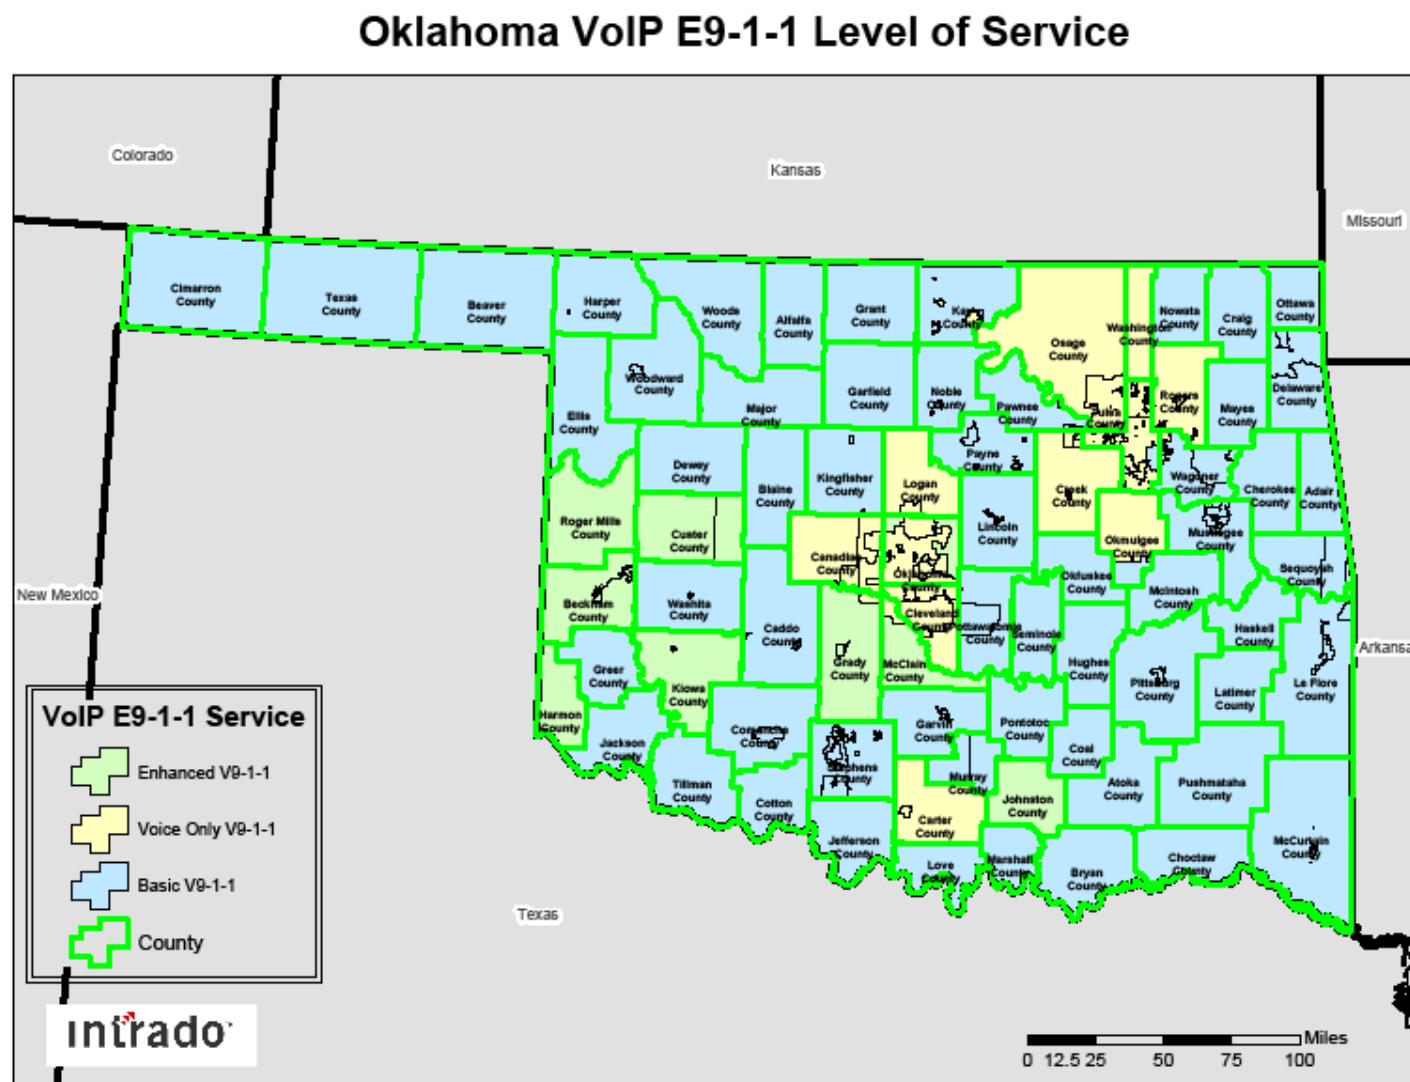 Oklahoma VoIP E9-1-1 Level of Service
Colorado
Kansas
Missouri
Cimarron
County
Texas
County
Beaver
County
Harper
County
Woods
County
Alfalfa
County
Grant
County
Kay
County
Osage
County
Washington
County
Nowata
County
Craig
County
Ottawa
County
Woodward
County
Ellis
County
Major
County
Garfield
County
Noble
County
Pawnee
County
Tulsa
County
Rogers
County
Mayes
County
Delaware
County
Dewey
County
Blaine
County
Kingfisher
County
Logan
County
Payne
County
Creek
County
Wagoner
County
Cherokee
County
Adair
County
Roger Mills
County
Custer
County
Canadian
County
Oklahoma
County
Lincoln
County
Okmulgee
County
Muskogee
County
Sequoyah
County
New Mexico
Beckham
County
Washita
County
Caddo
County
Cleveland
County
Pottawatomie
County
Seminole
County
Okfuskee
County
McIntosh
County
Haskell
County
Arkansa
Greer
County
Kiowa
County
Grady
County
McClain
County
Hughes
County
Pittsburg
County
Latimer
County
Le Flore
County
Harmon
County
Jackson
County
Comanche
County
Garvin
County
Pontotoc
County
Coal
County
Tillman
County
Cotton
County
Stephens
County
Murray
County
Johnston
County
Atoka
County
Pushmataha
County
Carter
County
Jefferson
County
Love
County
Marshall
County
Bryan
County
Choctaw
County
McCurtain
County
Texas
VoIP E9-1-1 Service
Enhanced V9-1-1
Voice Only V9-1-1
Basic V9-1-1
County
intrado
Miles
0 12.5 25 50 75 100